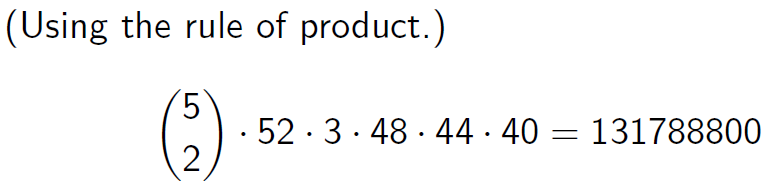 (Using the rule of product.)
(5 2) · 52 · 3 · 48 · 44 · 40 = 131788800